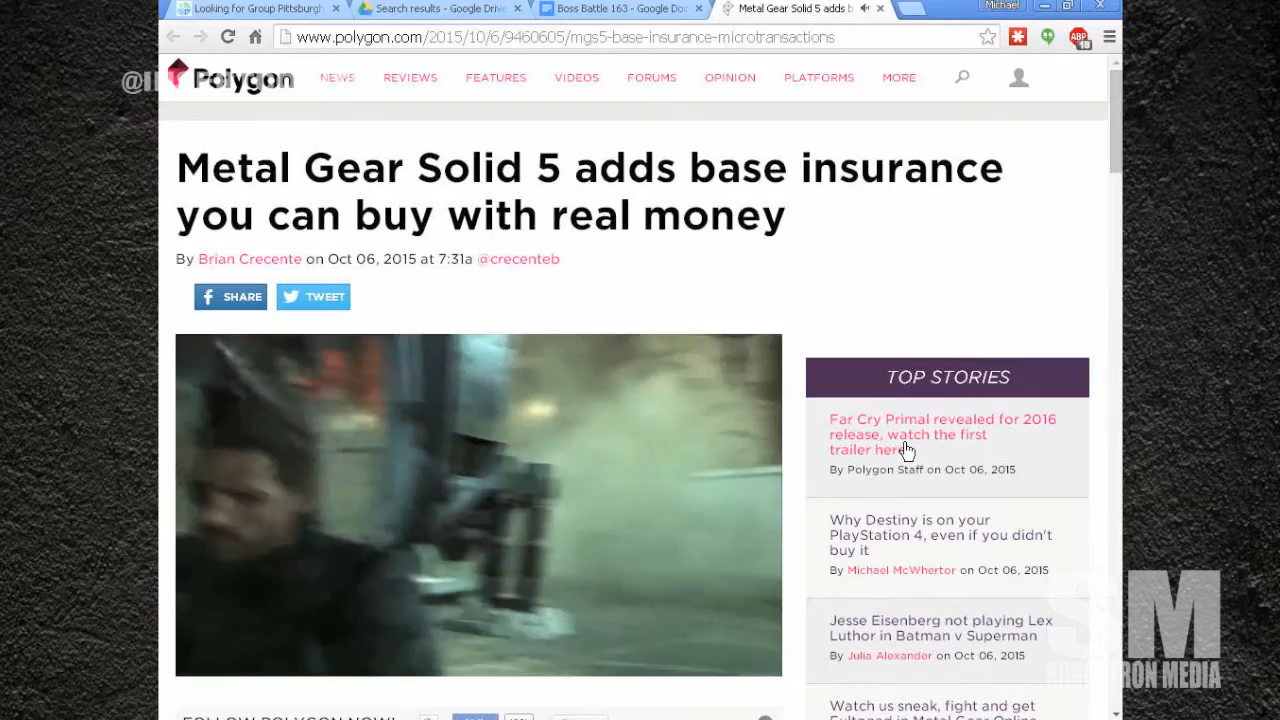 Looking for Group Pittsburgh
Search results - Google Drive
Boss Battle 163 - Google Doc
Metal Gear Solid 5 adds b
Michael
www.polygon.com/2015/10/6/9460605/mgs5-base-insurance-microtransactions
ABP
18
Polygon
NEWS
REVIEWS
FEATURES
VIDEOS
FORUMS
OPINION
PLATFORMS
MORE
Metal Gear Solid 5 adds base insurance
you can buy with real money
By Brian Crecente on Oct 06, 2015 at 7:31a @crecenteb
SHARE
TWEET
TOP STORIES
Far Cry Primal revealed for 2016
release, watch the first
trailer here
By Polygon Staff on Oct 06, 2015
Why Destiny is on your
PlayStation 4, even if you didn't
buy it
By Michael McWhertor on Oct 06, 2015
Jesse Eisenberg not playing Lex
Luthor in Batman v Superman
By Julia Alexander on Oct 06, 2015
Watch us sneak, fight and get
Fultoned in Metal Gear Online
FOLLOW POLYGON NOW!
SM
IRON MEDIA